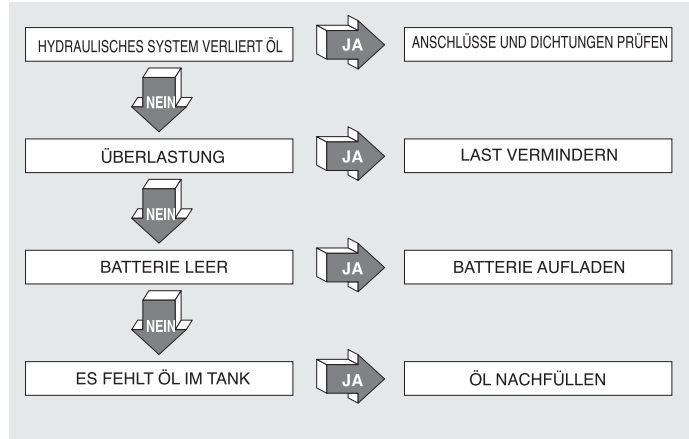 HYDRAULISCHES SYSTEM VERLIERT ÖL
JA
ANSCHLÜSSE UND DICHTUNGEN PRÜFEN
NEIN
ÜBERLASTUNG
JA
LAST VERMINDERN
NEIN
BATTERIE LEER
JA
BATTERIE AUFLADEN
NEIN
ES FEHLT ÖL IM TANK
JA
ÖL NACHFÜLLEN